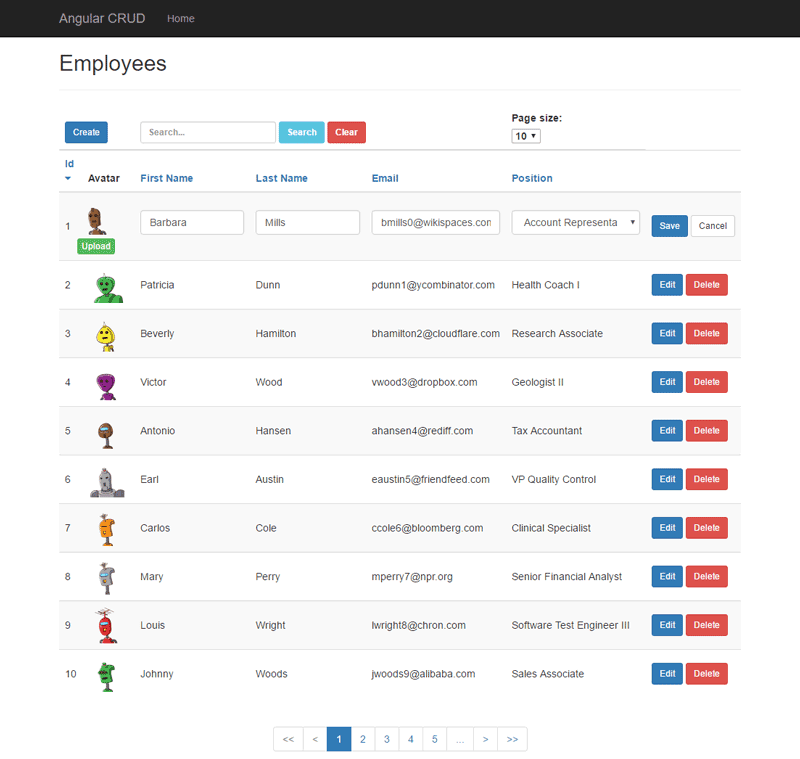 Angular CRUD Home
Employees
Page size:
Create Search... Search Clear 10
Id
Avatar First Name Last Name Email Position
1 Barbara Mills bmills0@wikispaces.con Account Representa Save Cancel
Upload
2 Patricia Dunn pdunn1@ycombinator.com Health Coach I Edit Delete
3 Beverly Hamilton bhamilton2@cloudflare.com Research Associate Edit Delete
4 Victor Wood vwood3@dropbox.com Geologist II Edit Delete
5 Antonio Hansen ahansen4@rediff.com Tax Accountant Edit Delete
6 Earl Austin eaustin5@friendfeed.com VP Quality Control Edit Delete
7 Carlos Cole ccole6@bloomberg.com Clinical Specialist Edit Delete
8 Mary Perry mperry7@npr.org Senior Financial Analyst Edit Delete
9 Louis Wright lwright8@chron.com Software Test Engineer III Edit Delete
10 Johnny Woods jwoods9@alibaba.com Sales Associate Edit Delete
<< < 1 2 3 4 5 ... > >>